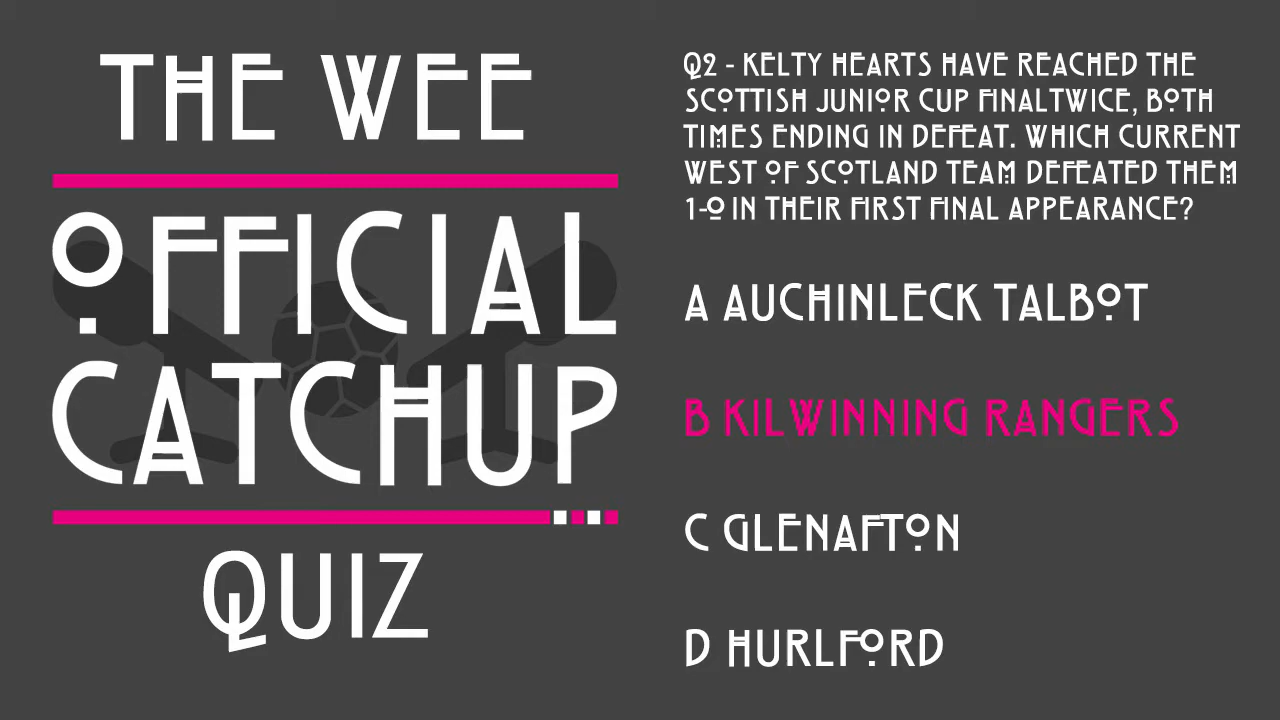 THE WEE
OFFICIAL
CATCHUP
QUIZ
Q2 - KELTY HEARTS HAVE REACHED THE
SCOTTISH JUNIOR CUP FINALTWICE, BOTH
TIMES ENDING IN DEFEAT. WHICH CURRENT
WEST OF SCOTLAND TEAM DEFEATED THEM
1-0 IN THEIR FIRST FINAL APPEARANCE?
A AUCHINLECK TALBOT
B KILWINNING RANGERS
C GLENAFTON
D HURLFORD